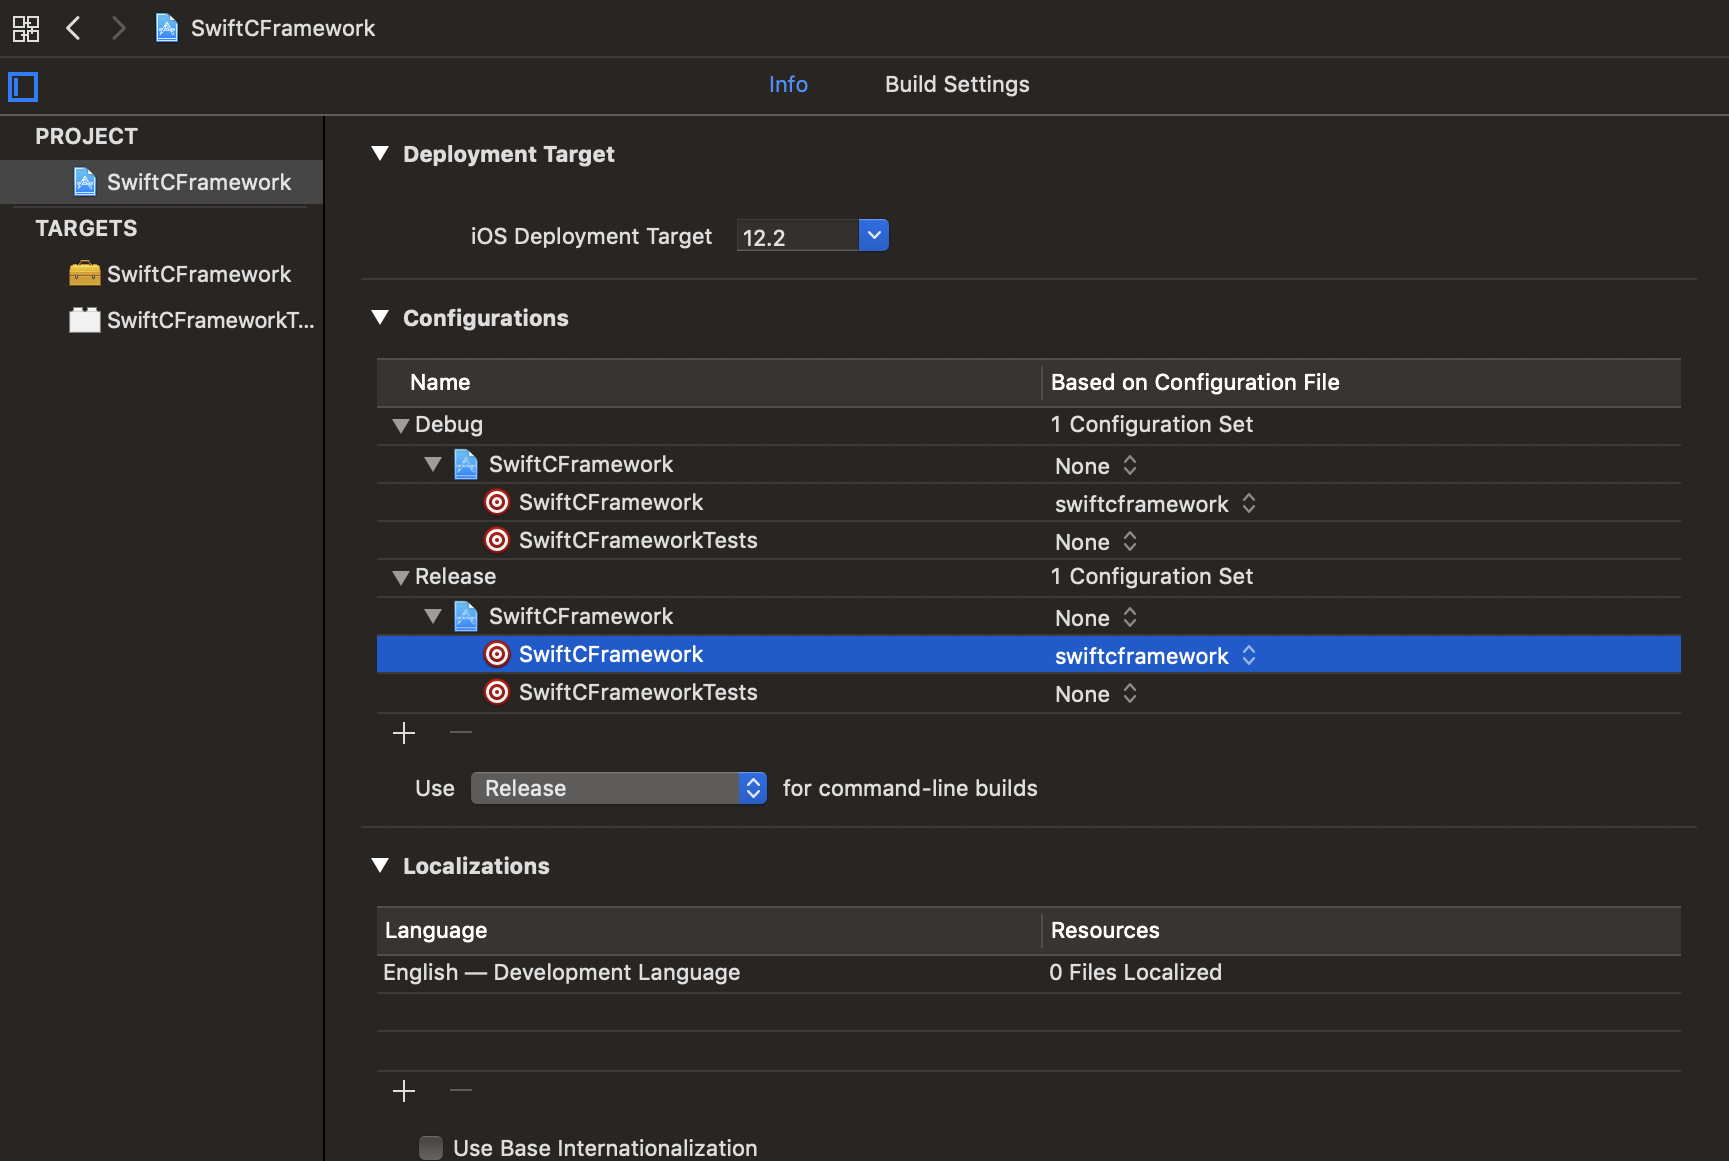 SwiftCFramework
Info Build Settings
PROJECT
SwiftCFramework
TARGETS
SwiftCFramework
SwiftCFrameworkT...
Deployment Target
iOS Deployment Target 12.2
Configurations
Name Based on Configuration File
Debug 1 Configuration Set
SwiftCFramework None
SwiftCFramework swiftcframework
SwiftCFrameworkTests None
Release 1 Configuration Set
SwiftCFramework None
SwiftCFramework swiftcframework
SwiftCFrameworkTests None
Use Release for command-line builds
Localizations
Language Resources
English — Development Language 0 Files Localized
Use Base Internationalization